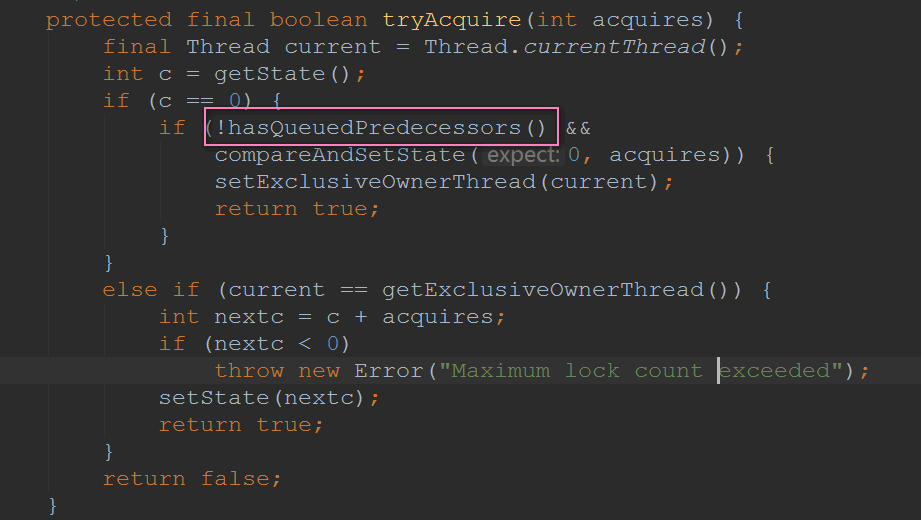 protected final boolean tryAcquire(int acquires) {
final Thread current = Thread.currentThread();
int c = getState();
if (c == 0) {
if (!hasQueuedPredecessors() &&
compareAndSetState( expect: 0, acquires)) {
setExclusiveOwnerThread(current);
return true;
}
}
else if (current == getExclusiveOwnerThread()) {
int nextc = c + acquires;
if (nextc < 0)
throw new Error("Maximum lock count exceeded");
setState(nextc);
return true;
}
return false;
}